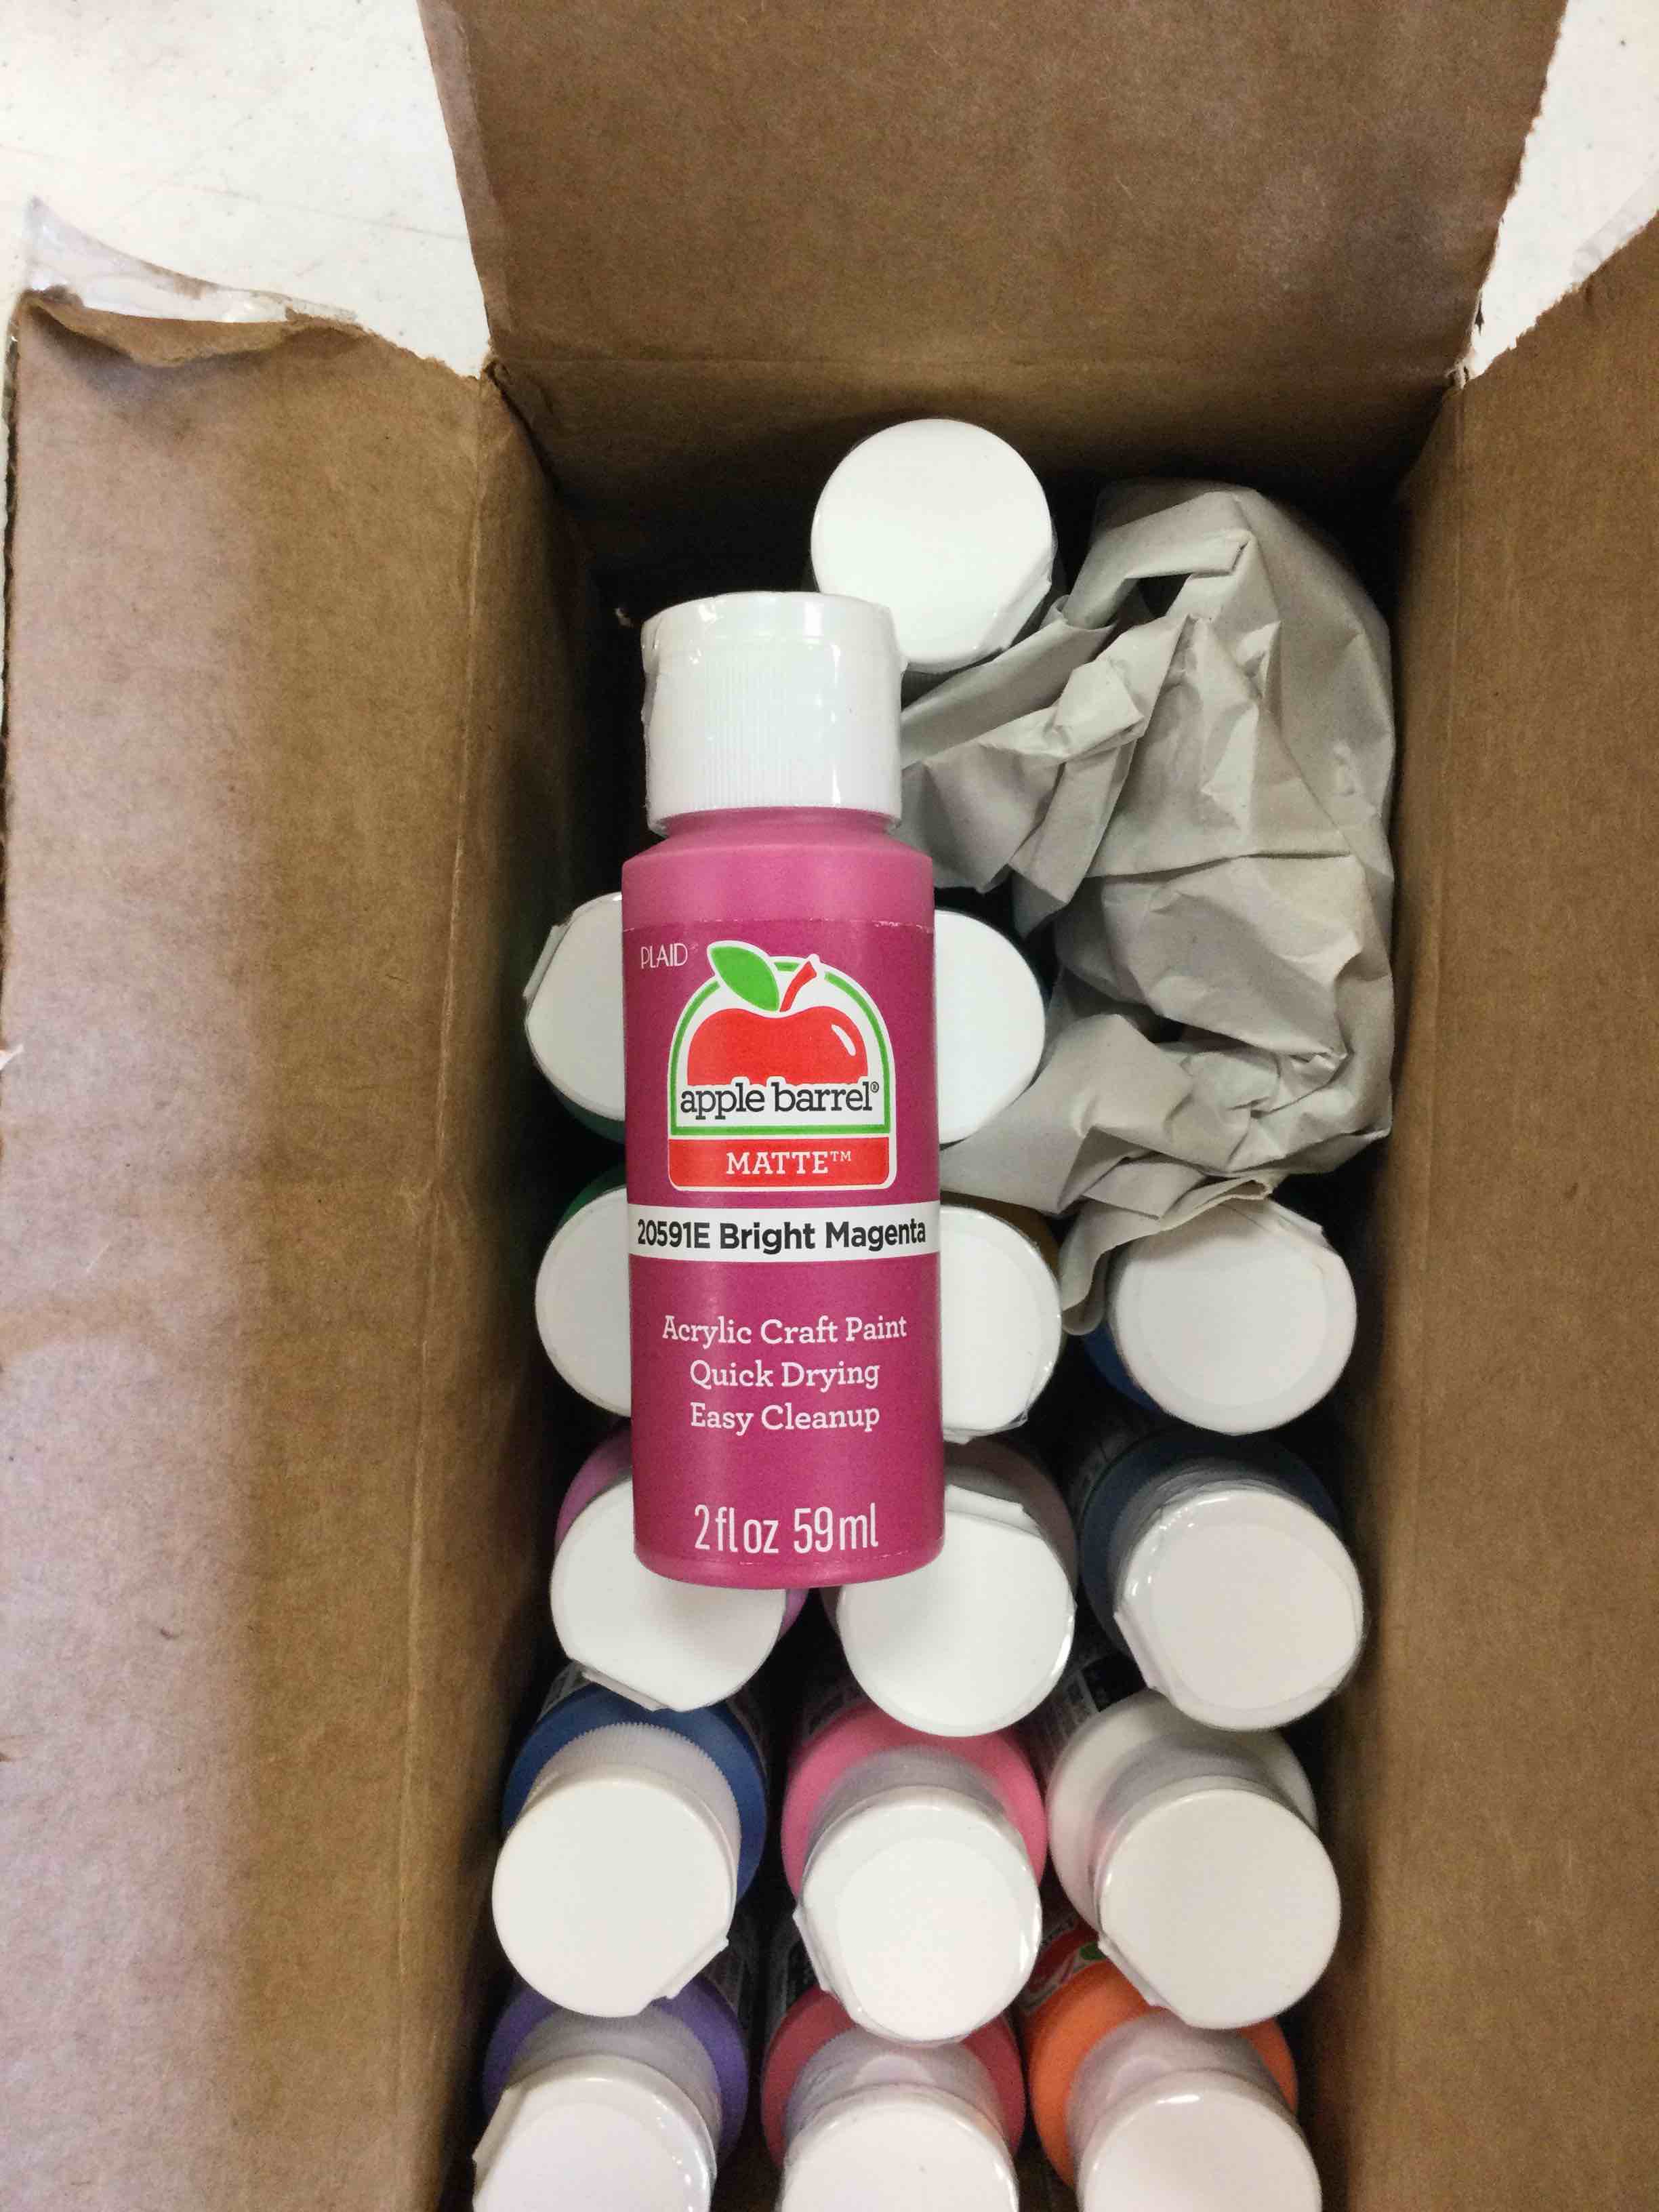 PLAID
apple barrel®
MATTE™
20591E Bright Magenta
Acrylic Craft Paint
Quick Drying
Easy Cleanup
2 fl oz 59 ml